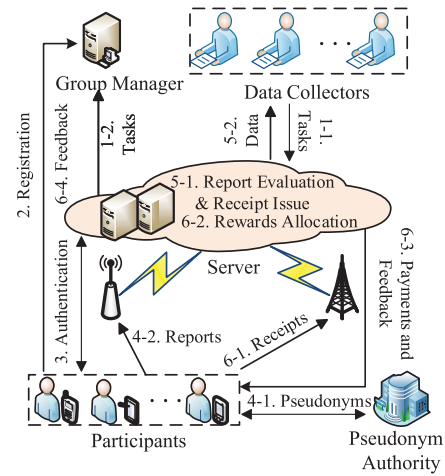 Group Manager
Data Collectors
2. Registration
6-4. Feedback
1-2.
Tasks
5-2.
Data
1-1.
Tasks
5-1. Report Evaluation
& Receipt Issue
6-2. Rewards Allocation
Server
3. Authentication
4-2. Reports
6-1. Receipts
6-3. Payments and
Feedback
4-1. Pseudonyms
Participants
Pseudonym
Authority